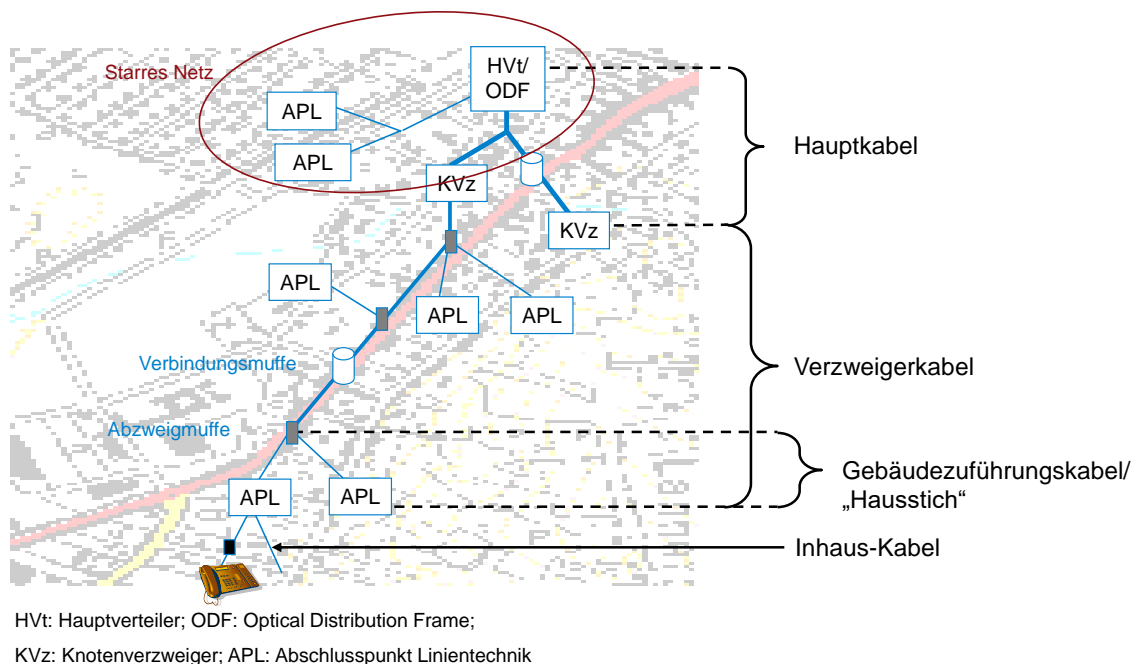 Starres Netz
HVt/
ODF
APL
APL
KVz
KVz
Hauptkabel
APL
APL
APL
Verbindungsmuffe
Verzweigerkabel
Abzweigmuffe
APL
APL
Gebäudezuführungskabel/
„Hausstich“
Inhaus-Kabel
HVt: Hauptverteiler; ODF: Optical Distribution Frame;
KVz: Knotenverzweiger; APL: Abschlusspunkt Linientechnik